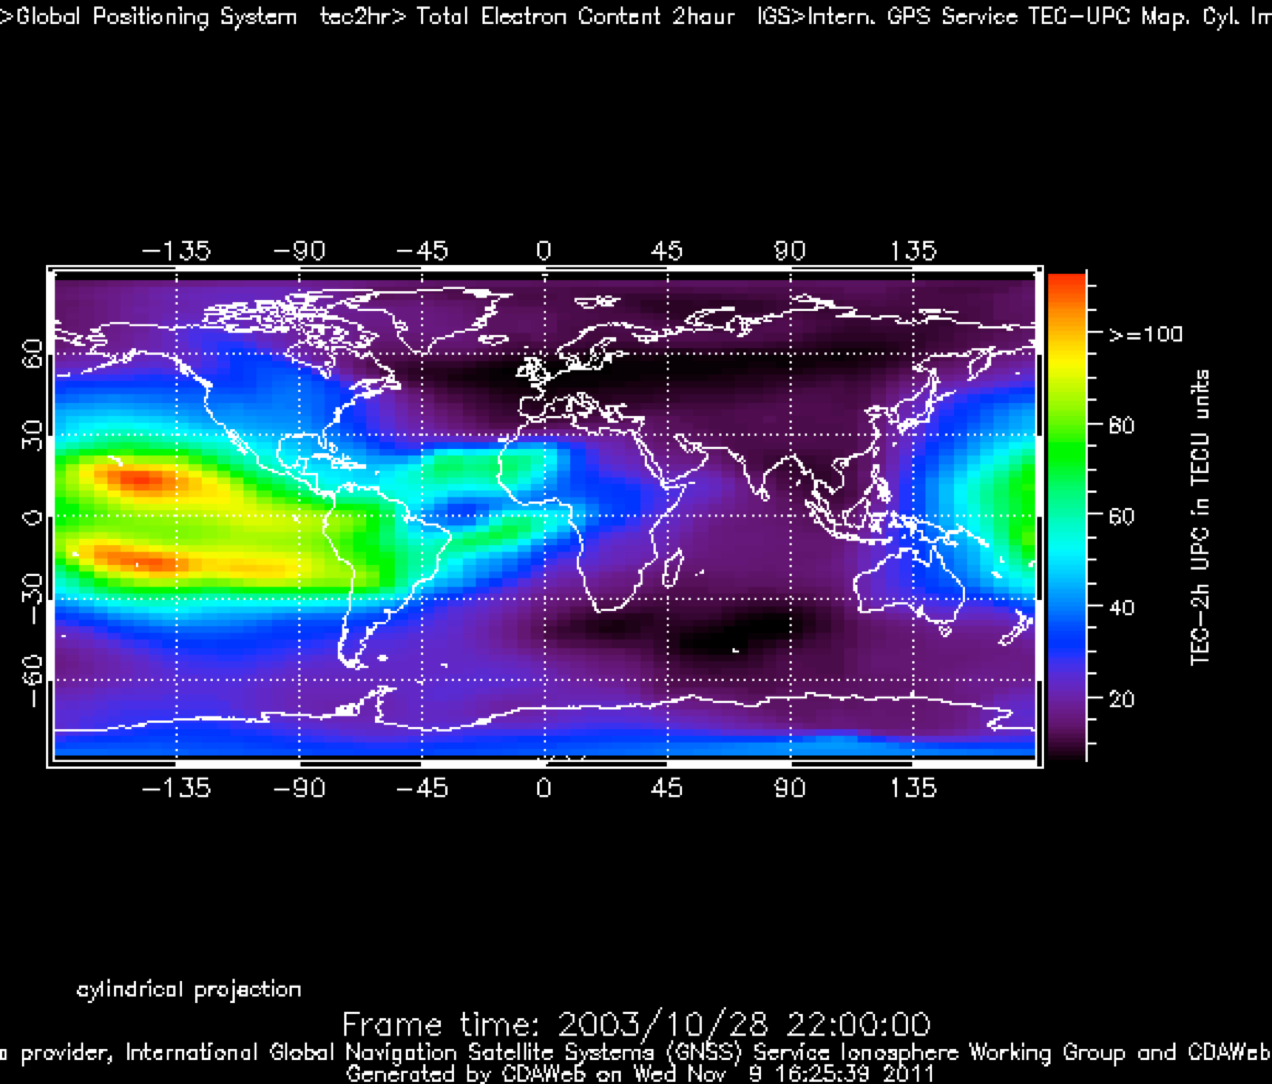 >Global Positioning System tec2hr> Total Electron Content 2hour IGS>Intern. GPS Service TEC-UPC Map. Cyl. Im
-135 -90 -45 0 45 90 135
>=100
60
80
30
60
0
40
-30
20
-60
TEC-2h UPC in TECU units
-135 -90 -45 0 45 90 135
cylindrical projection
Frame time: 2003/10/28 22:00:00
a provider, International Global Navigation Satellite Systems (GNSS) Service Ionosphere Working Group and CDAWeb
Generated by CDAWeb on Wed Nov 9 16:25:39 2011